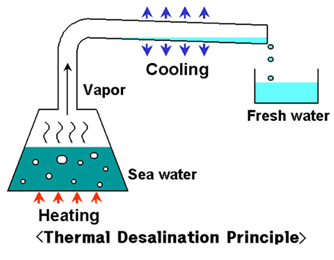 Cooling
Vapor
Fresh water
Sea water
Heating
<Thermal Desalination Principle>